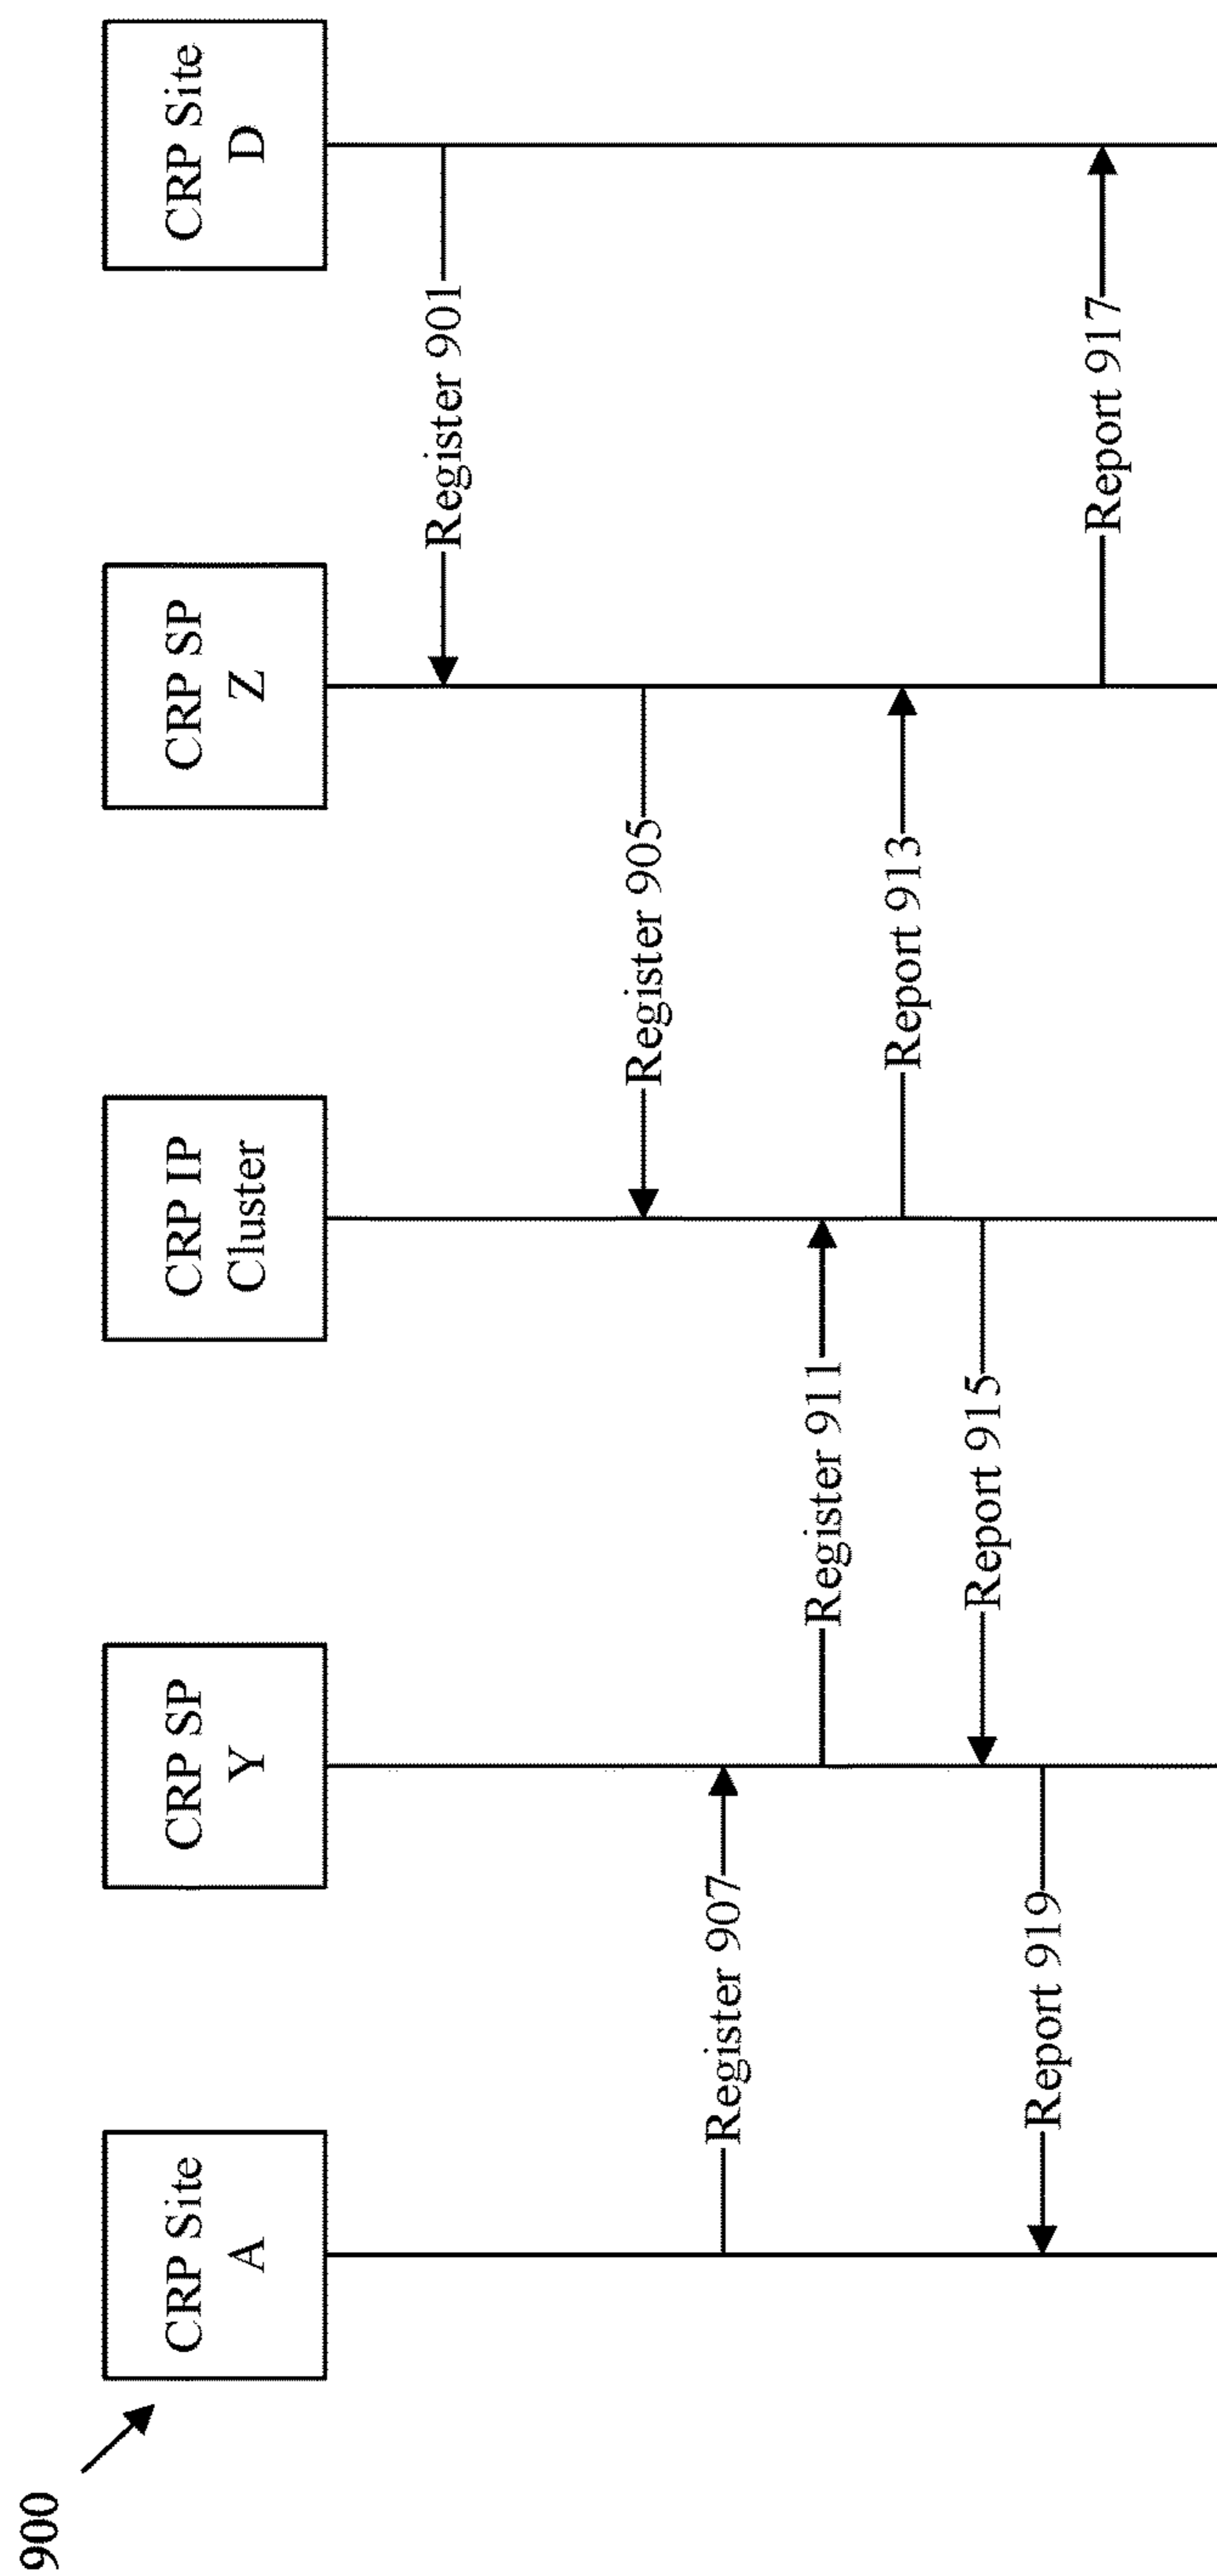 900
CRP Site
A
CRP SP
Y
CRP IP
Cluster
CRP SP
Z
CRP Site
D
Register 901
Register 905
Register 907
Register 911
Report 913
Report 915
Report 919
Report 917